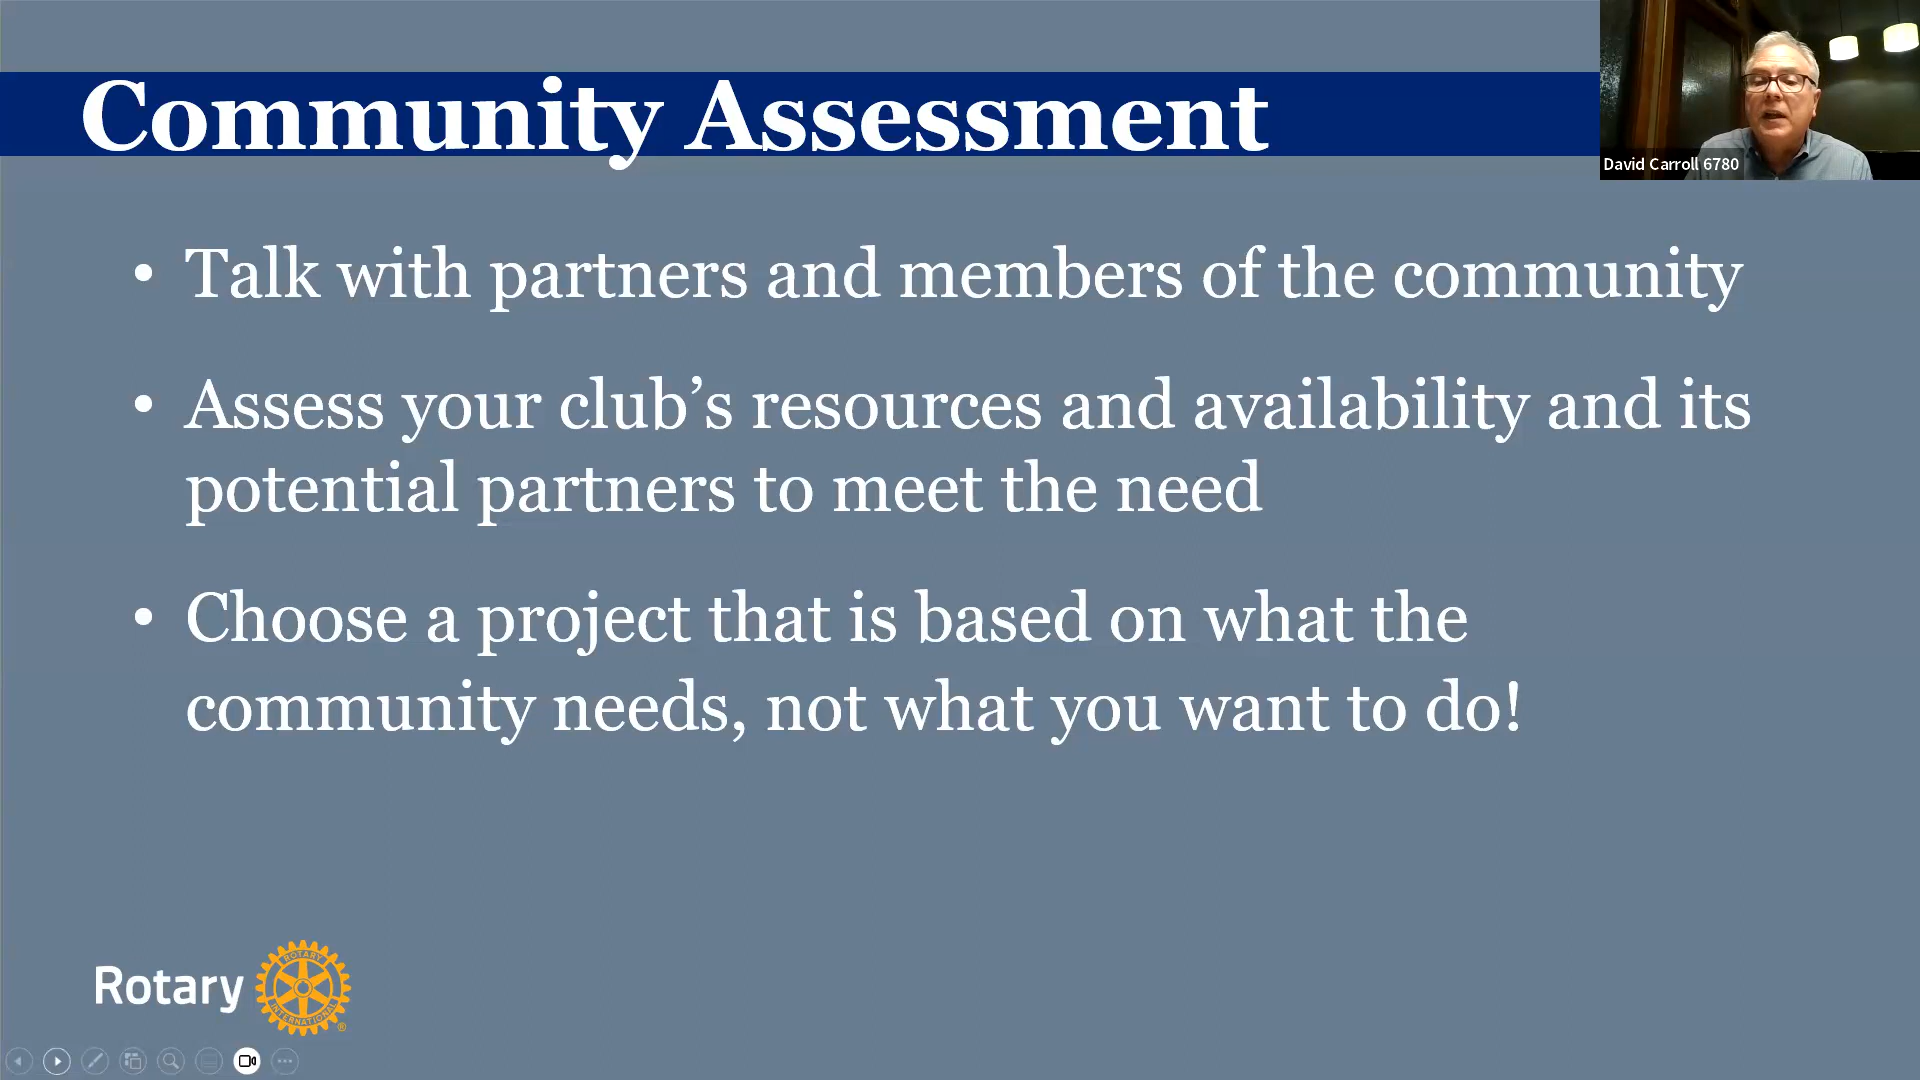 Community Assessment
David Carroll 6780
• Talk with partners and members of the community
• Assess your club’s resources and availability and its
potential partners to meet the need
• Choose a project that is based on what the
community needs, not what you want to do!
Rotary
ROTARY
INTERNATIONAL
®